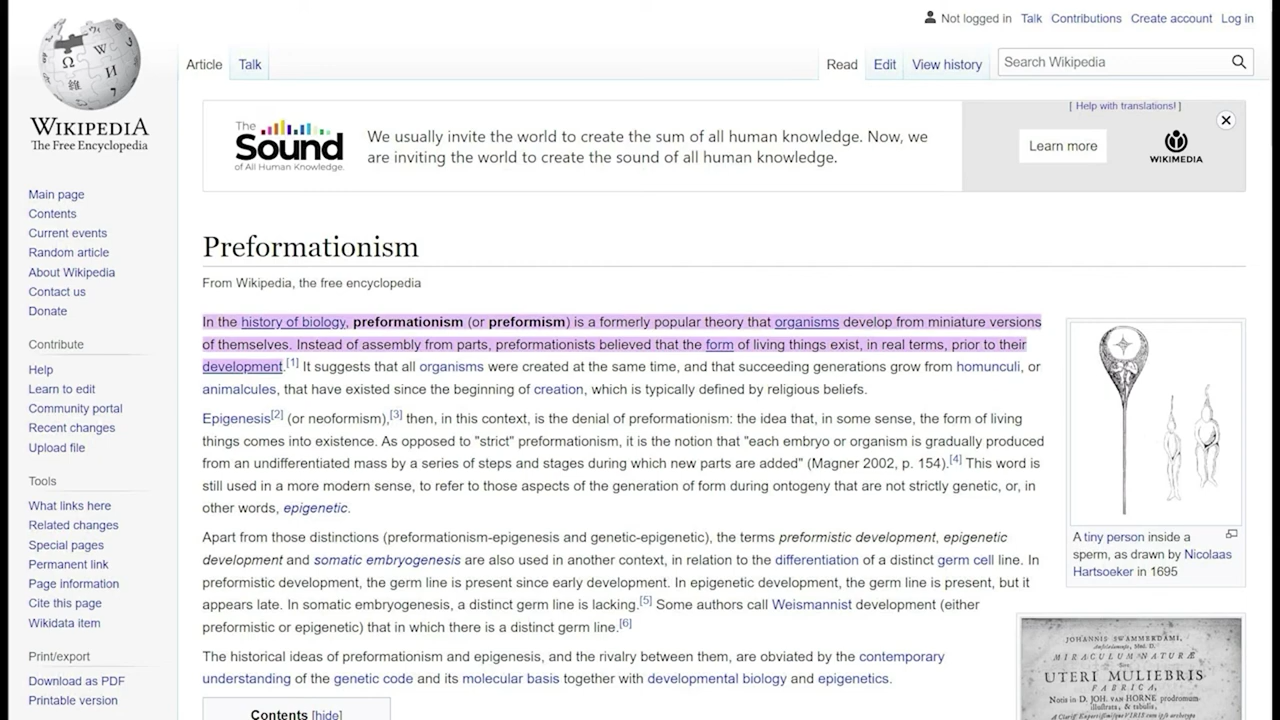 Not logged in Talk Contributions Create account Log in
Article Talk Read Edit View history Search Wikipedia
WIKIPEDIA
The Free Encyclopedia
Main page
Contents
Current events
Random article
About Wikipedia
Contact us
Donate
Contribute
Help
Learn to edit
Community portal
Recent changes
Upload file
Tools
What links here
Related changes
Special pages
Permanent link
Page information
Cite this page
Wikidata item
Print/export
Download as PDF
Printable version
The
Sound
of All Human Knowledge.
We usually invite the world to create the sum of all human knowledge. Now, we
are inviting the world to create the sound of all human knowledge.
[ Help with translations! ]
Learn more
WIKIMEDIA
Preformationism
From Wikipedia, the free encyclopedia
In the history of biology, preformationism (or preformism) is a formerly popular theory that organisms develop from miniature versions
of themselves. Instead of assembly from parts, preformationists believed that the form of living things exist, in real terms, prior to their
development.[1] It suggests that all organisms were created at the same time, and that succeeding generations grow from homunculi, or
animalcules, that have existed since the beginning of creation, which is typically defined by religious beliefs.
Epigenesis[2] (or neoformism),[3] then, in this context, is the denial of preformationism: the idea that, in some sense, the form of living
things comes into existence. As opposed to "strict" preformationism, it is the notion that "each embryo or organism is gradually produced
from an undifferentiated mass by a series of steps and stages during which new parts are added" (Magner 2002, p. 154).[4] This word is
still used in a more modern sense, to refer to those aspects of the generation of form during ontogeny that are not strictly genetic, or, in
other words, epigenetic.
Apart from those distinctions (preformationism-epigenesis and genetic-epigenetic), the terms preformistic development, epigenetic
development and somatic embryogenesis are also used in another context, in relation to the differentiation of a distinct germ cell line. In
preformistic development, the germ line is present since early development. In epigenetic development, the germ line is present, but it
appears late. In somatic embryogenesis, a distinct germ line is lacking.[5] Some authors call Weismannist development (either
preformistic or epigenetic) that in which there is a distinct germ line.[6]
The historical ideas of preformationism and epigenesis, and the rivalry between them, are obviated by the contemporary
understanding of the genetic code and its molecular basis together with developmental biology and epigenetics.
Contents [hide]
A tiny person inside a
sperm, as drawn by Nicolaas
Hartsoeker in 1695
JOHANNIS SWAMMERDAMI,
MIRACULUM NATURÆ
UTERI MULIEBRIS
FABRICA,
Notis in D. JOH. van HORNE prodromum
illustrata, & tabulis,